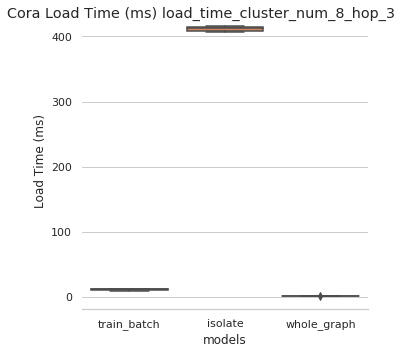 Cora Load Time (ms) load_time_cluster_num_8_hop_3
400
300
200
100
0
Load Time (ms)
train_batch isolate whole_graph
models